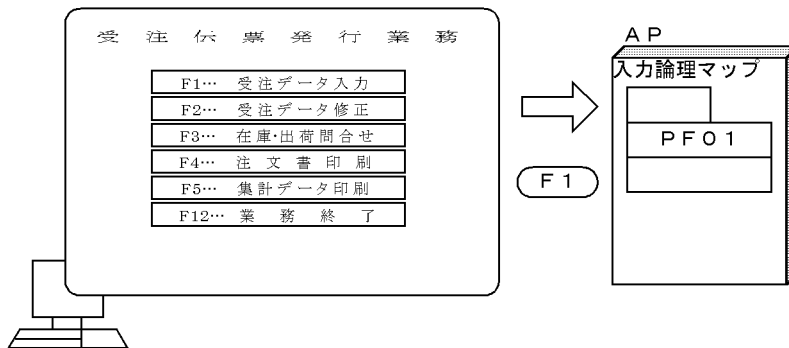 受注伝票発行業務
F1… 受注データ入力
F2… 受注データ修正
F3… 在庫・出荷問合せ
F4… 注文書印刷
F5… 集計データ印刷
F12… 業務終了
F1
AP
入力論理マップ
PF01